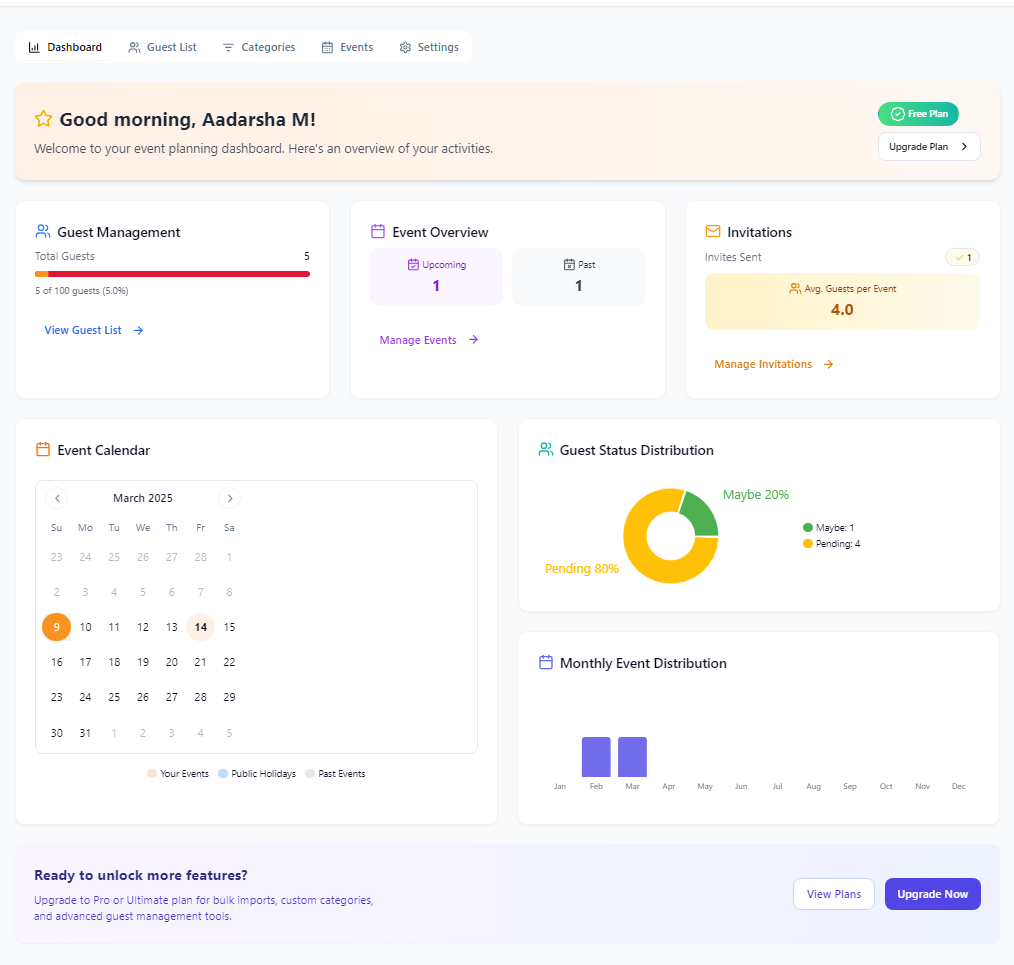 Dashboard Guest List Categories Events Settings
Good morning, Aadarsha M!
Welcome to your event planning dashboard. Here's an overview of your activities.
Free Plan
Upgrade Plan
Guest Management
Total Guests 5
5 of 100 guests (5.0%)
View Guest List
Event Overview
Upcoming
1
Past
1
Manage Events
Invitations
Invites Sent 1
Avg. Guests per Event
4.0
Manage Invitations
Event Calendar
March 2025
Su Mo Tu We Th Fr Sa
23 24 25 26 27 28 1
2 3 4 5 6 7 8
9 10 11 12 13 14 15
16 17 18 19 20 21 22
23 24 25 26 27 28 29
30 31 1 2 3 4 5
Your Events Public Holidays Past Events
Guest Status Distribution
Maybe 20%
Pending 80%
Maybe: 1
Pending: 4
Monthly Event Distribution
Jan Feb Mar Apr May Jun Jul Aug Sep Oct Nov Dec
Ready to unlock more features?
Upgrade to Pro or Ultimate plan for bulk imports, custom categories,
and advanced guest management tools.
View Plans
Upgrade Now